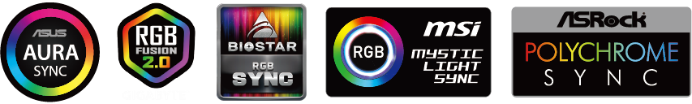 ASUS
AURA
SYNC
RGB
FUSION
2.0
BIOSTAR
RGB
SYNC
RGB
msi
MYSTIC
LIGHT
SYNC
ASRock
POLYCHROME
SYNC